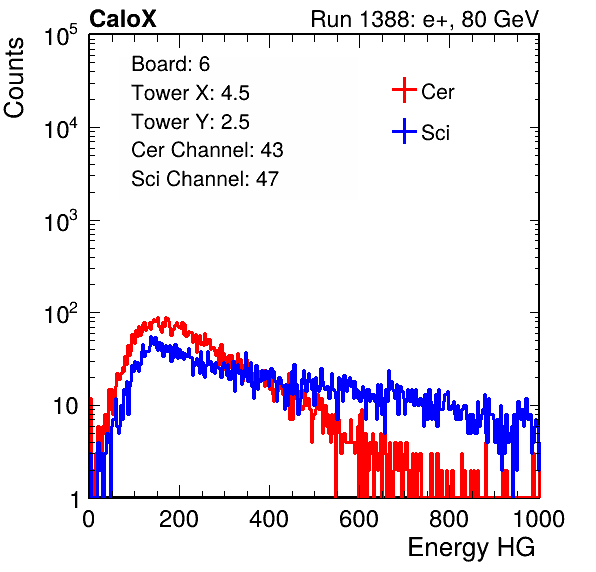 CaloX Run 1388: e+, 80 GeV
Board: 6
Tower X: 4.5
Tower Y: 2.5
Cer Channel: 43
Sci Channel: 47
Cer
Sci
Counts
10^5
10^4
10^3
10^2
10
1
0 200 400 600 800 1000
Energy HG